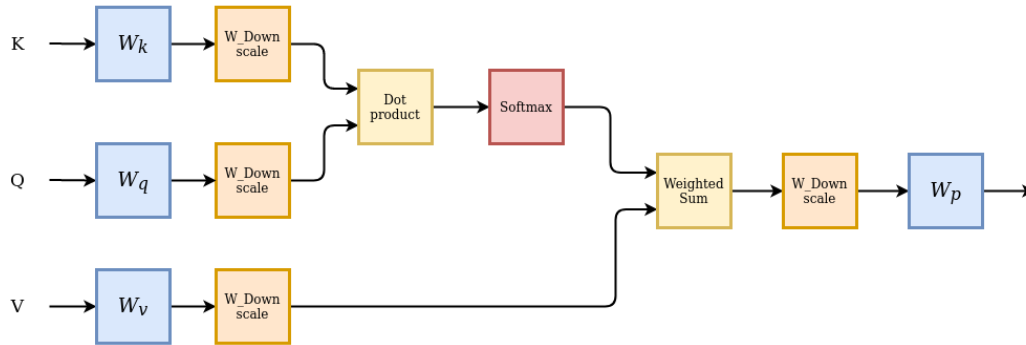 K
W_k
W_Down
scale
Dot
product
Softmax
Q
W_q
W_Down
scale
Weighted
Sum
W_Down
scale
W_p
V
W_v
W_Down
scale